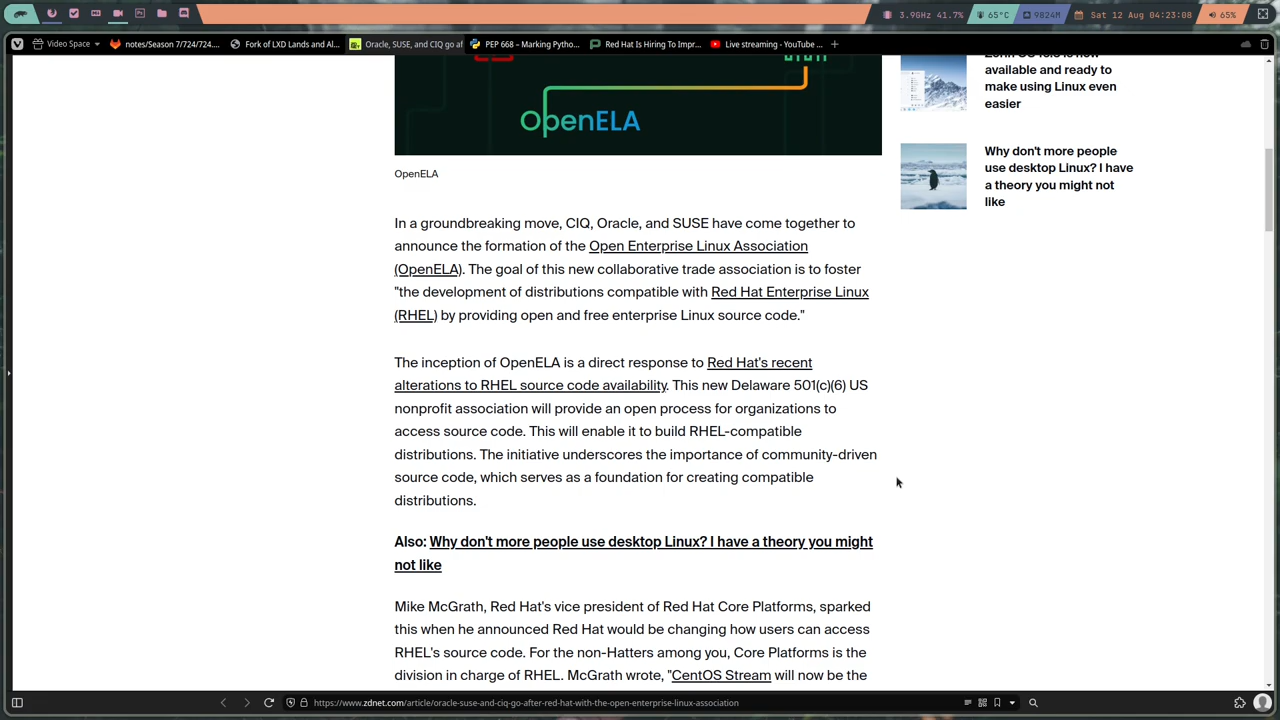 3.9GHz 41.7%
65°C
9824M
Sat 12 Aug 04:23:08
65%
Video Space
notes/Season 7/724/724....
Fork of LXD Lands and Al...
Oracle, SUSE, and CIQ go af
PEP 668 – Marking Pytho...
Red Hat Is Hiring To Impr...
Live streaming - YouTube ...
OpenELA
OpenELA
In a groundbreaking move, CIQ, Oracle, and SUSE have come together to
announce the formation of the Open Enterprise Linux Association
(OpenELA). The goal of this new collaborative trade association is to foster
"the development of distributions compatible with Red Hat Enterprise Linux
(RHEL) by providing open and free enterprise Linux source code."
The inception of OpenELA is a direct response to Red Hat's recent
alterations to RHEL source code availability. This new Delaware 501(c)(6) US
nonprofit association will provide an open process for organizations to
access source code. This will enable it to build RHEL-compatible
distributions. The initiative underscores the importance of community-driven
source code, which serves as a foundation for creating compatible
distributions.
Also: Why don't more people use desktop Linux? I have a theory you might
not like
Mike McGrath, Red Hat's vice president of Red Hat Core Platforms, sparked
this when he announced Red Hat would be changing how users can access
RHEL's source code. For the non-Hatters among you, Core Platforms is the
division in charge of RHEL. McGrath wrote, "CentOS Stream will now be the
available and ready to
make using Linux even
easier
Why don't more people
use desktop Linux? I have
a theory you might not
like
https://www.zdnet.com/article/oracle-suse-and-ciq-go-after-red-hat-with-the-open-enterprise-linux-association